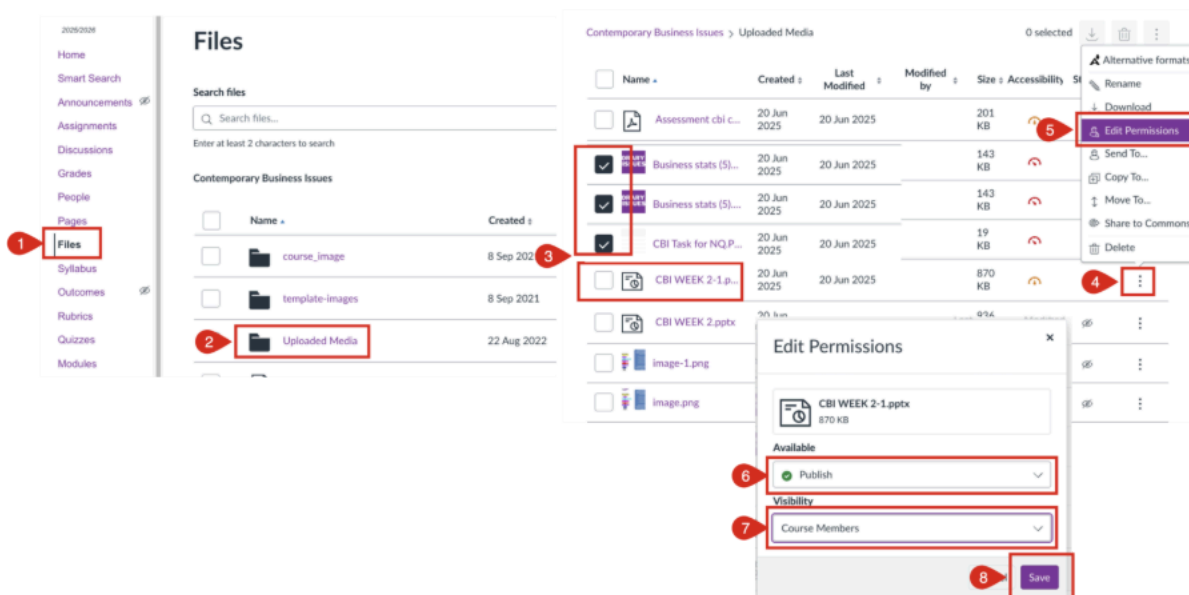 2025/2026
Home
Smart Search
Announcements
Assignments
Discussions
Grades
People
Pages
1
Files
Syllabus
Outcomes
Rubrics
Quizzes
Modules
Files
Search files
Search files...
Enter at least 2 characters to search
Contemporary Business Issues
Name
Created
course_image
8 Sep 202
template-images
8 Sep 2021
2
Uploaded Media
22 Aug 2022
Contemporary Business Issues > Uploaded Media
0 selected
Name
Created
Last Modified
Modified by
Size
Accessibility
St
Assessment cbi c...
20 Jun 2025
20 Jun 2025
201 KB
Business stats (5)...
20 Jun 2025
20 Jun 2025
143 KB
Business stats (5)....
20 Jun 2025
20 Jun 2025
143 KB
3
CBI Task for NQ.P...
20 Jun 2025
20 Jun 2025
19 KB
CBI WEEK 2-1.p...
20 Jun 2025
20 Jun 2025
870 KB
4
CBI WEEK 2.pptx
20 Jun
936
image-1.png
image.png
Alternative formats
Rename
Download
5
Edit Permissions
Send To...
Copy To...
Move To...
Share to Commons
Delete
Edit Permissions
×
CBI WEEK 2-1.pptx
870 KB
Available
6
Publish
Visibility
7
Course Members
8
Save